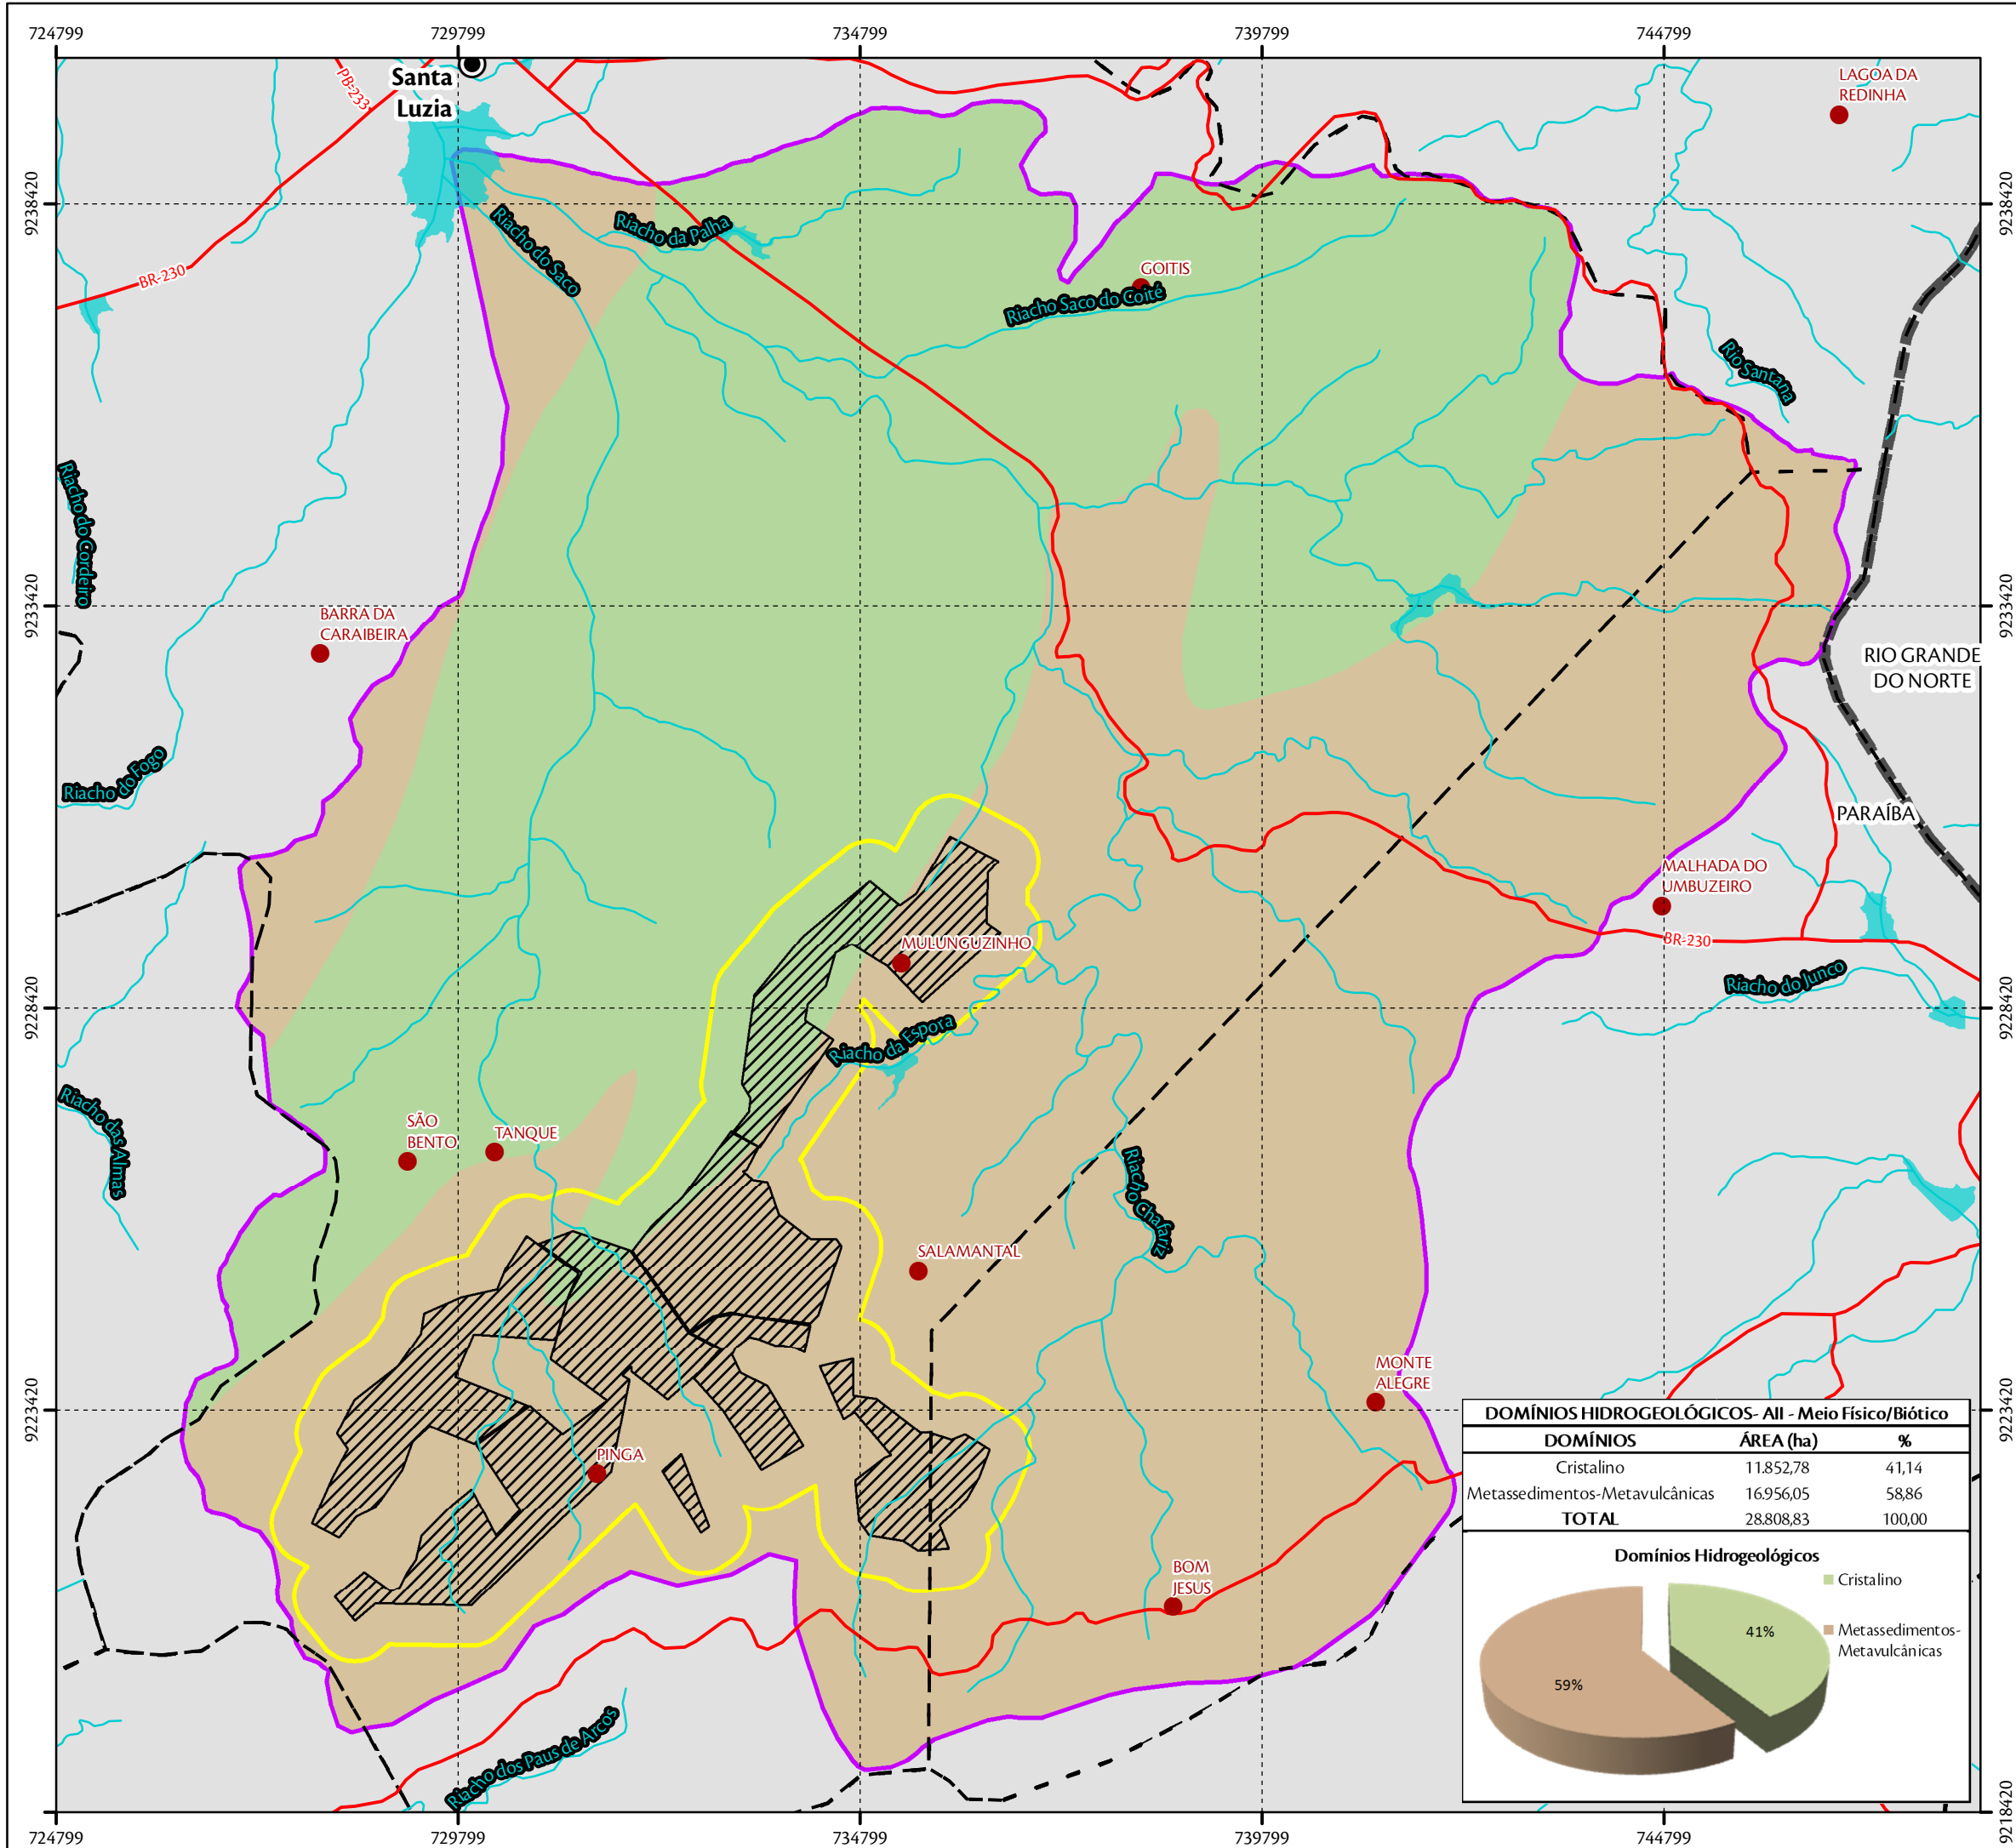 724799
729799
734799
739799
744799
Santa
Luzia
PB-233
LAGOA DA
REDINHA
9238420
9238420
BR-230
Riacho do Saco
Riacho da Palha
GOITIS
Riacho Saco do Coité
Rio Santana
Riacho do Cordeiro
9233420
9233420
BARRA DA
CARAIBEIRA
RIO GRANDE
DO NORTE
Riacho do Fogo
PARAÍBA
MALHADA DO
UMBUZEIRO
BR-230
MULUNGUZINHO
Riacho do Junco
9228420
9228420
Riacho da Espora
Riacho das Almas
SÃO
BENTO
TANQUE
Riacho Chafariz
SALAMANTAL
MONTE
ALEGRE
9223420
9223420
PINGA
BOM
JESUS
Riacho dos Paus de Arcos
DOMÍNIOS HIDROGEOLÓGICOS- AII - Meio Físico/Biótico
DOMÍNIOS ÁREA (ha) %
Cristalino 11.852,78 41,14
Metassedimentos-Metavulcânicas 16.956,05 58,86
TOTAL 28.808,83 100,00
Domínios Hidrogeológicos
Cristalino
41%
Metassedimentos-
Metavulcânicas
59%
9218420
724799
729799
734799
739799
744799